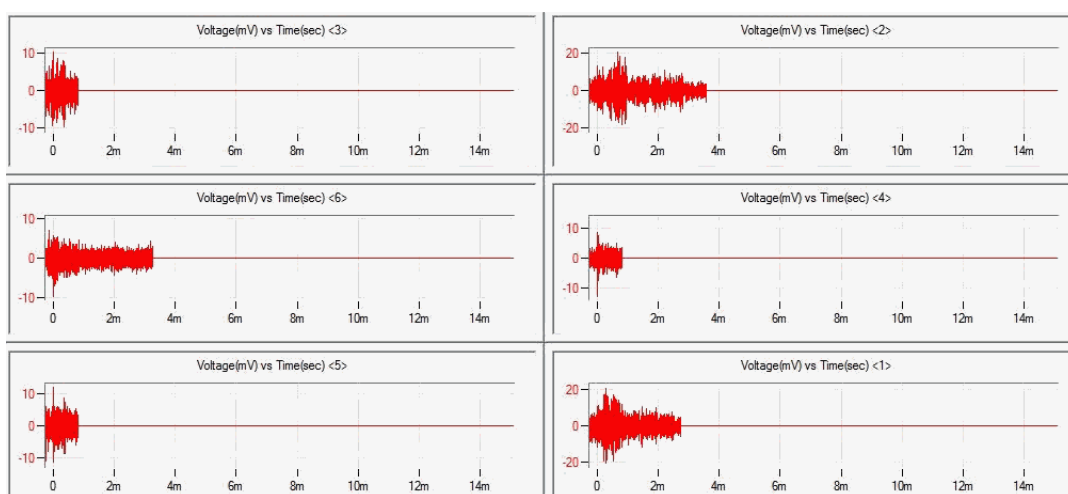 Voltage(mV) vs Time(sec) <3>
10
0
-10
0 2m 4m 6m 8m 10m 12m 14m
Voltage(mV) vs Time(sec) <2>
20
0
-20
0 2m 4m 6m 8m 10m 12m 14m
Voltage(mV) vs Time(sec) <6>
10
0
-10
0 2m 4m 6m 8m 10m 12m 14m
Voltage(mV) vs Time(sec) <4>
10
0
-10
0 2m 4m 6m 8m 10m 12m 14m
Voltage(mV) vs Time(sec) <5>
10
0
-10
0 2m 4m 6m 8m 10m 12m 14m
Voltage(mV) vs Time(sec) <1>
20
0
-20
0 2m 4m 6m 8m 10m 12m 14m